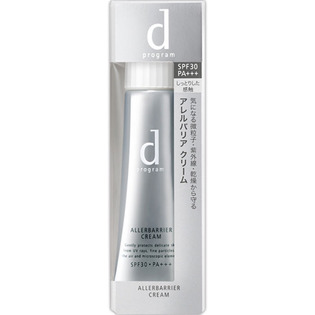 d
program
SPF30
PA+++
しっとりした
感触
気になる微粒子・紫外線・乾燥から守る
アレルバリア クリーム
d
program
ALLERBARRIER
CREAM
SPF30・PA+++
ALLERBARRIER
CREAM